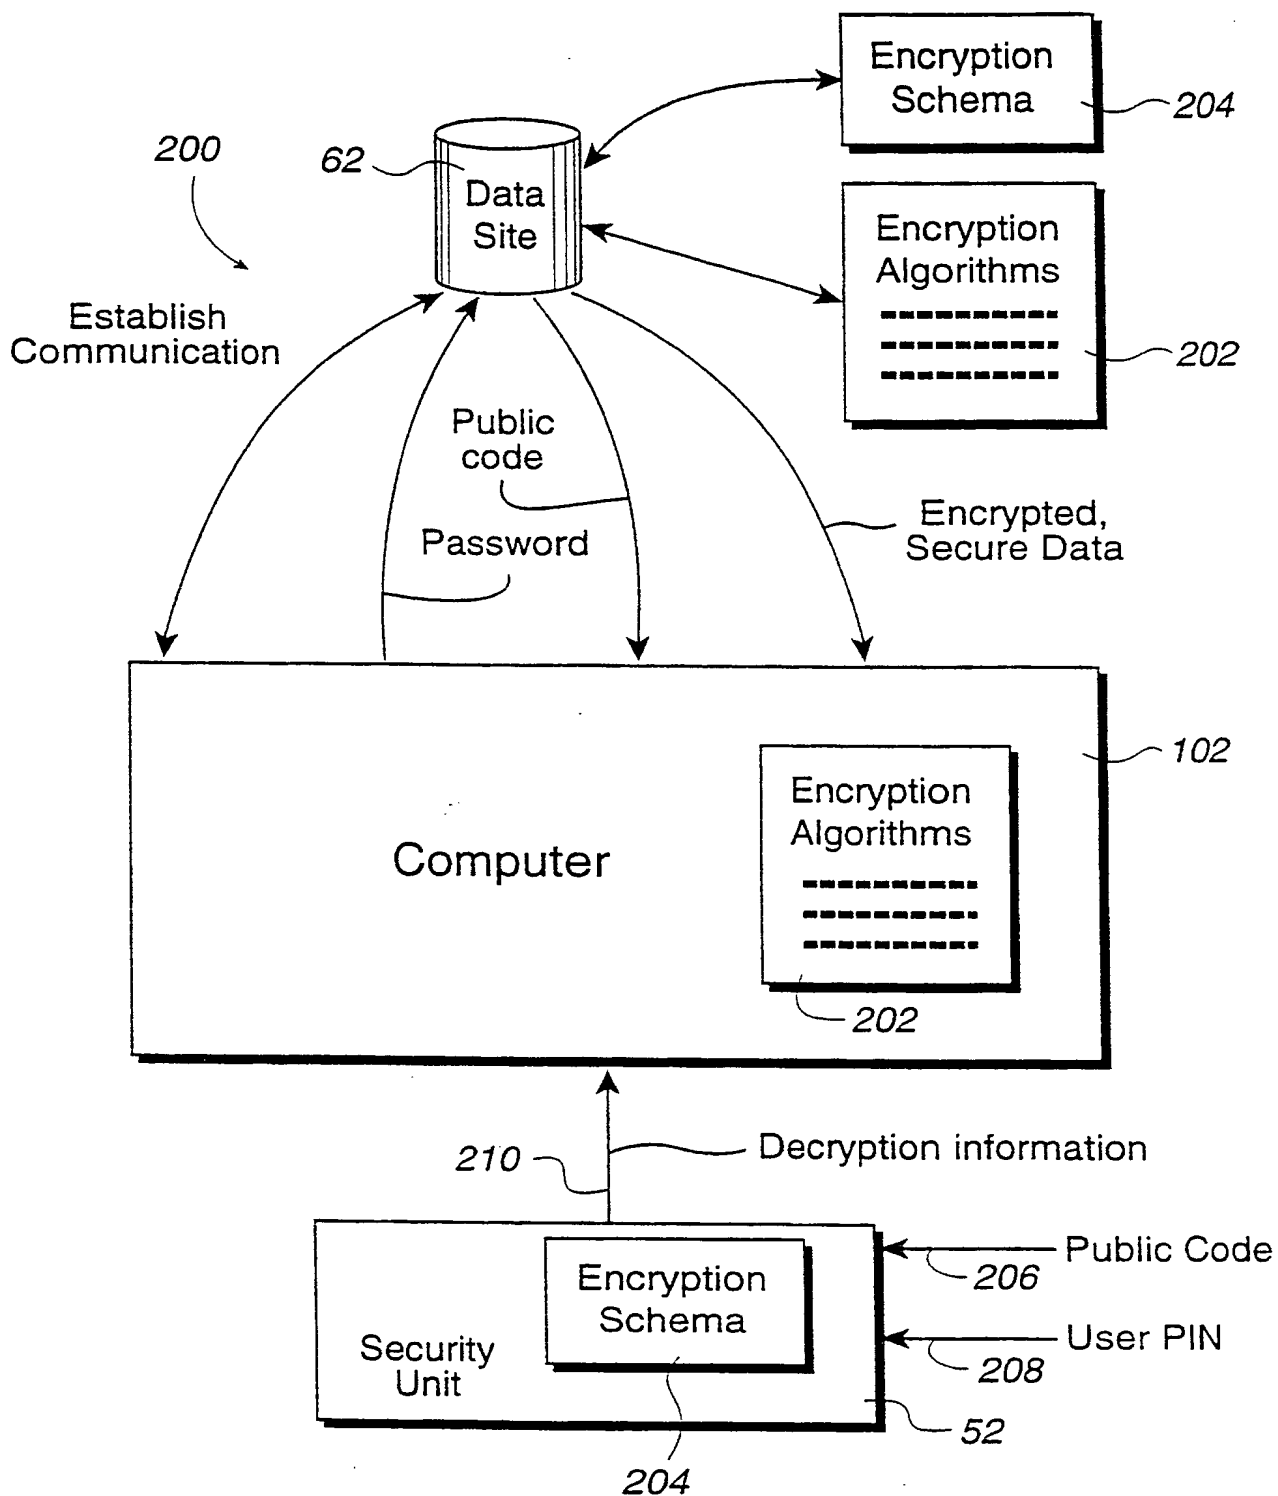 Encryption
Schema
204
200
62
Data
Site
Encryption
Algorithms
202
Establish
Communication
Public
code
Password
Encrypted,
Secure Data
102
Encryption
Algorithms
Computer
202
210
Decryption information
Encryption
Schema
Public Code
206
Security
Unit
User PIN
208
52
204